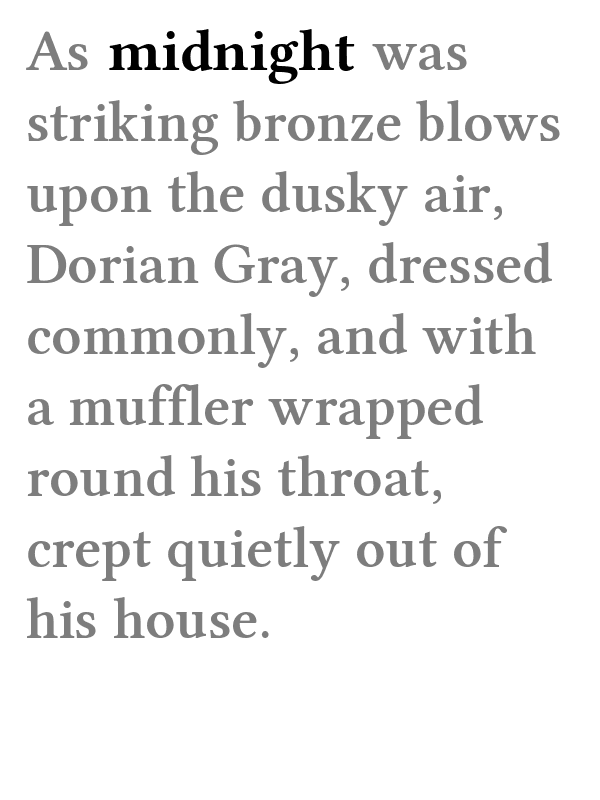 As midnight was
striking bronze blows
upon the dusky air,
Dorian Gray, dressed
commonly, and with
a muffler wrapped
round his throat,
crept quietly out of
his house.